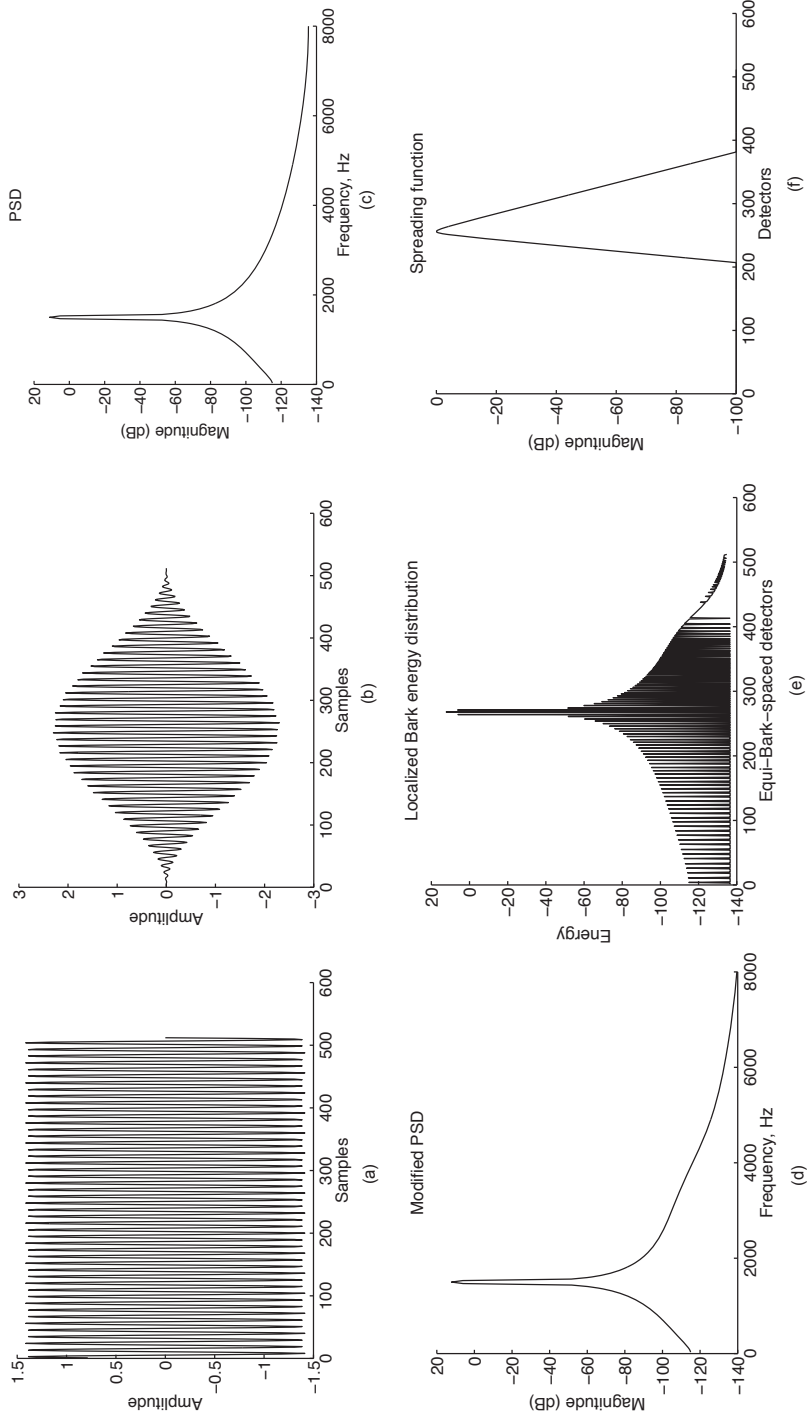 1.5
1
0.5
0
−0.5
−1
−1.5
Amplitude
0 100 200 300 400 500 600
Samples
(a)
3
2
1
0
−1
−2
−3
Amplitude
0 100 200 300 400 500 600
Samples
(b)
PSD
20
0
−20
−40
−60
−80
−100
−120
−140
Magnitude (dB)
0 2000 4000 6000 8000
Frequency, Hz
(c)
Modified PSD
20
0
−20
−40
−60
−80
−100
−120
−140
Magnitude (dB)
0 2000 4000 6000 8000
Frequency, Hz
(d)
Localized Bark energy distribution
20
0
−20
−40
−60
−80
−100
−120
−140
Energy
0 100 200 300 400 500 600
Equi−Bark−spaced detectors
(e)
Spreading function
0
−20
−40
−60
−80
−100
Magnitude (dB)
0 100 200 300 400 500 600
Detectors
(f)